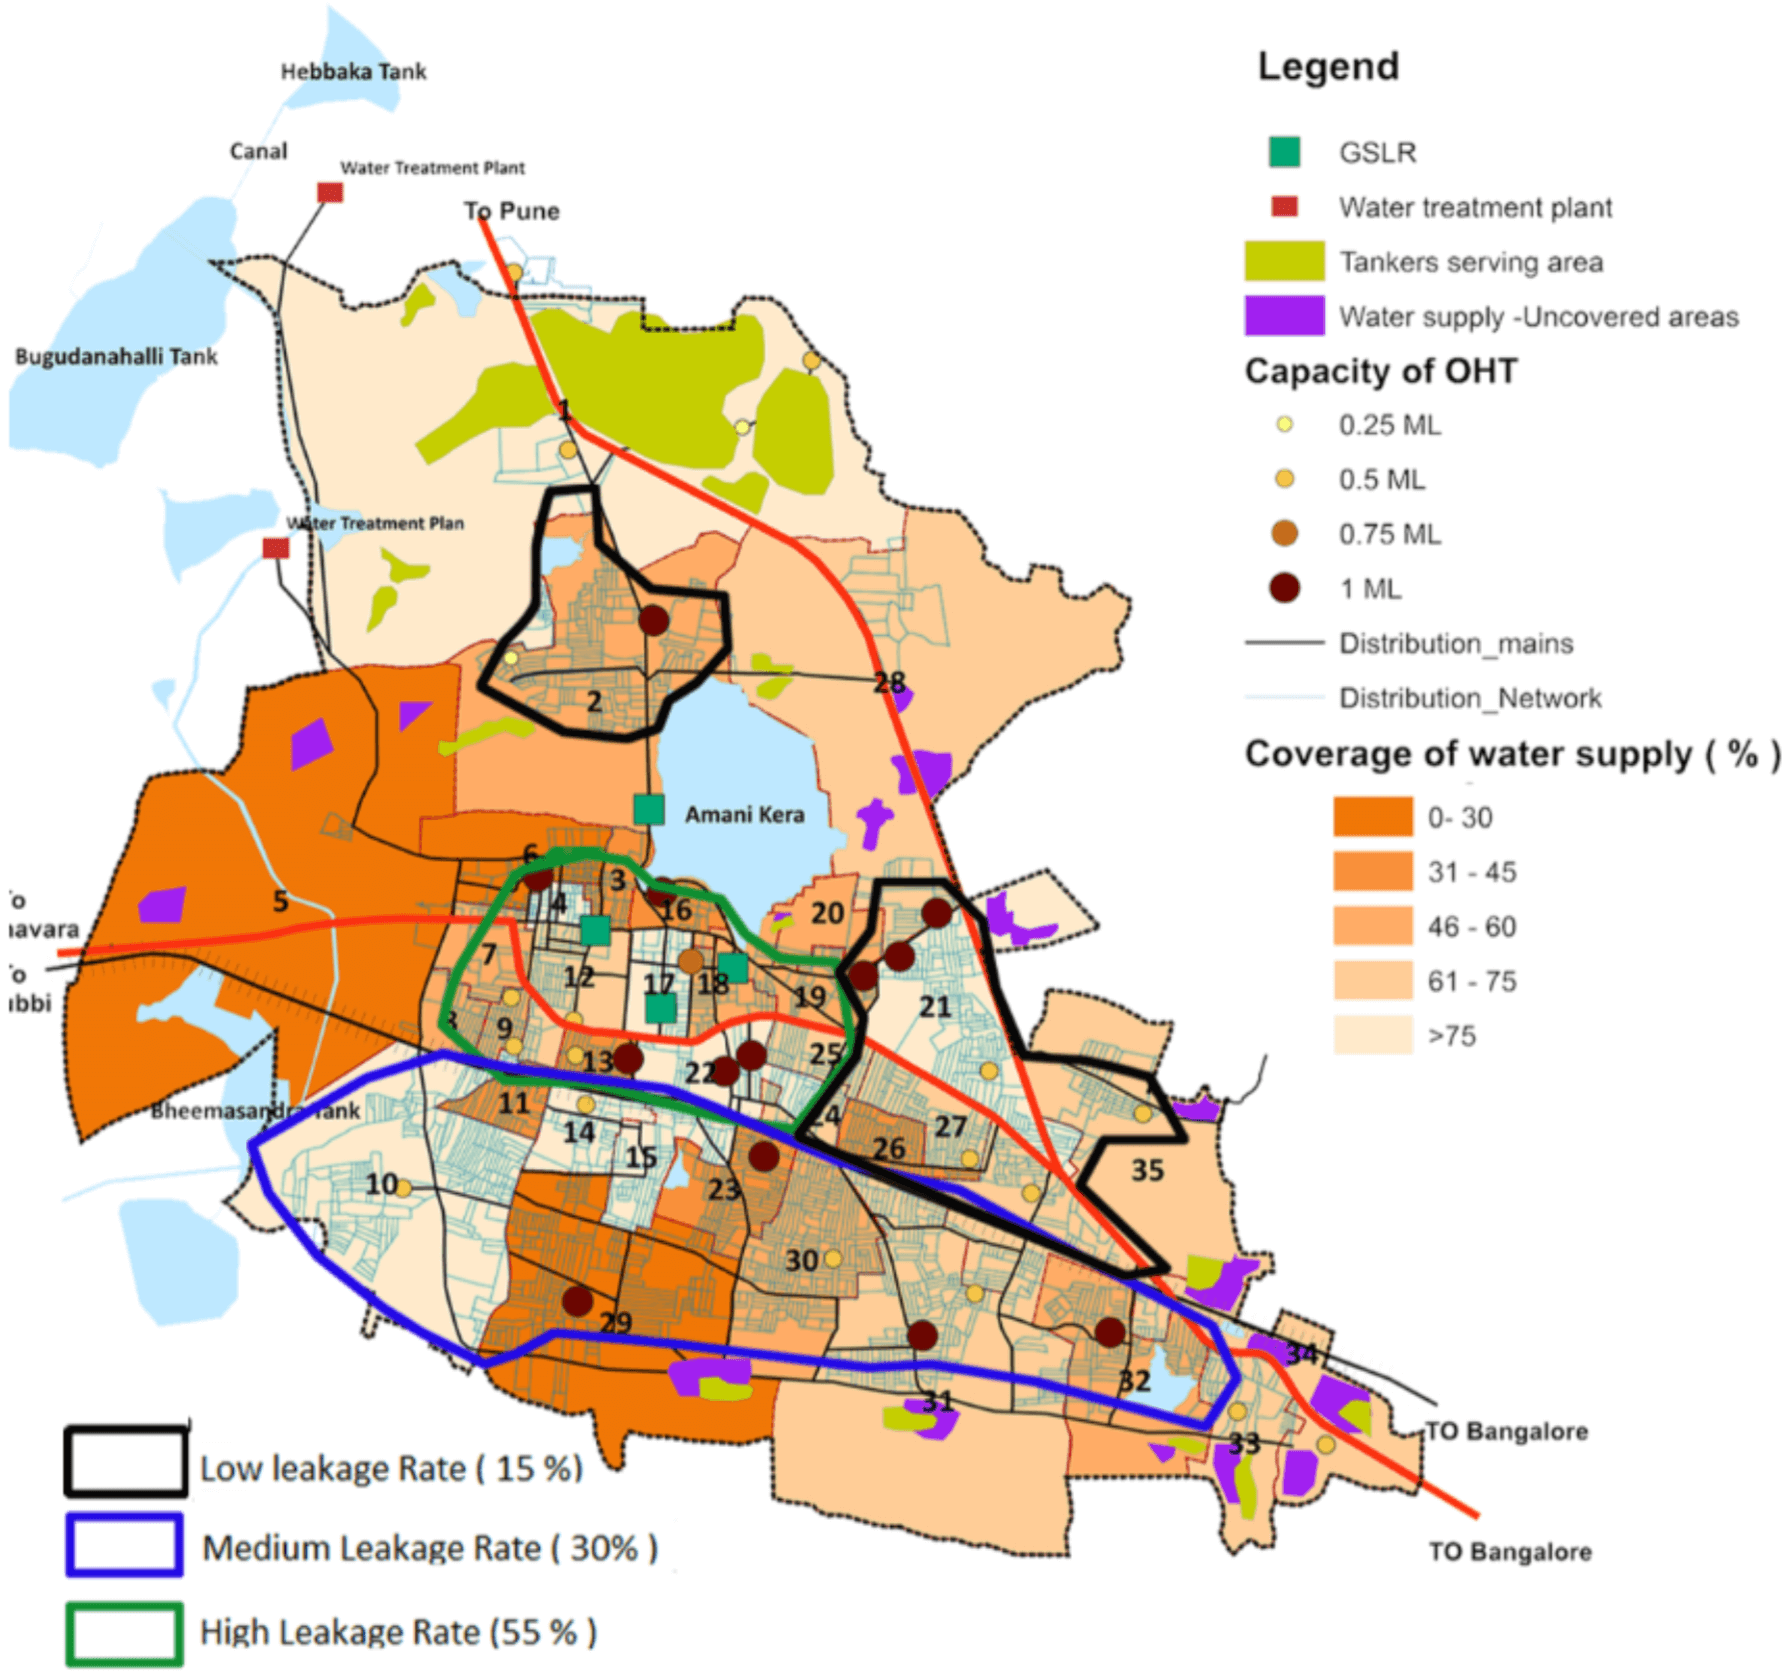 Hebbaka Tank
Canal
Water Treatment Plant
To Pune
Bugudanahalli Tank
Water Treatment Plan
1
2
28
Amani Kera
5
6
3
4
16
20
7
12
17
18
19
21
8
9
13
22
25
11
14
15
24
26
27
35
10
23
30
29
31
32
33
34
avara
To
ıbbi
Bheemasandra Tank
TO Bangalore
TO Bangalore
Legend
GSLR
Water treatment plant
Tankers serving area
Water supply -Uncovered areas
Capacity of OHT
0.25 ML
0.5 ML
0.75 ML
1 ML
Distribution_mains
Distribution_Network
Coverage of water supply ( % )
0- 30
31 - 45
46 - 60
61 - 75
>75
Low leakage Rate ( 15 %)
Medium Leakage Rate ( 30% )
High Leakage Rate (55 % )